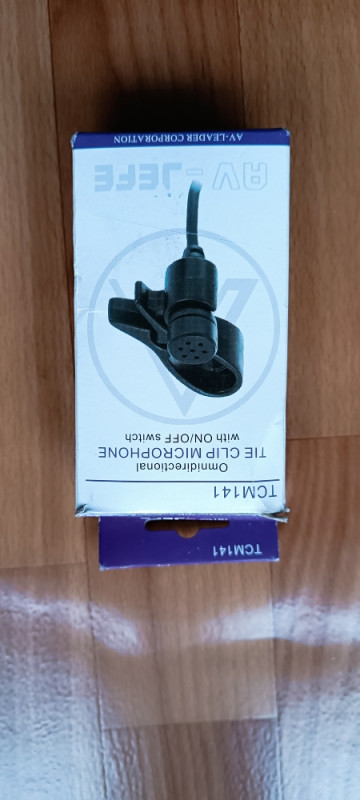 TCM141
TCM141
Omnidirectional
TIE CLIP MICROPHONE
with ON/OFF switch
AV-JEFE
AV-LEADER CORPORATION